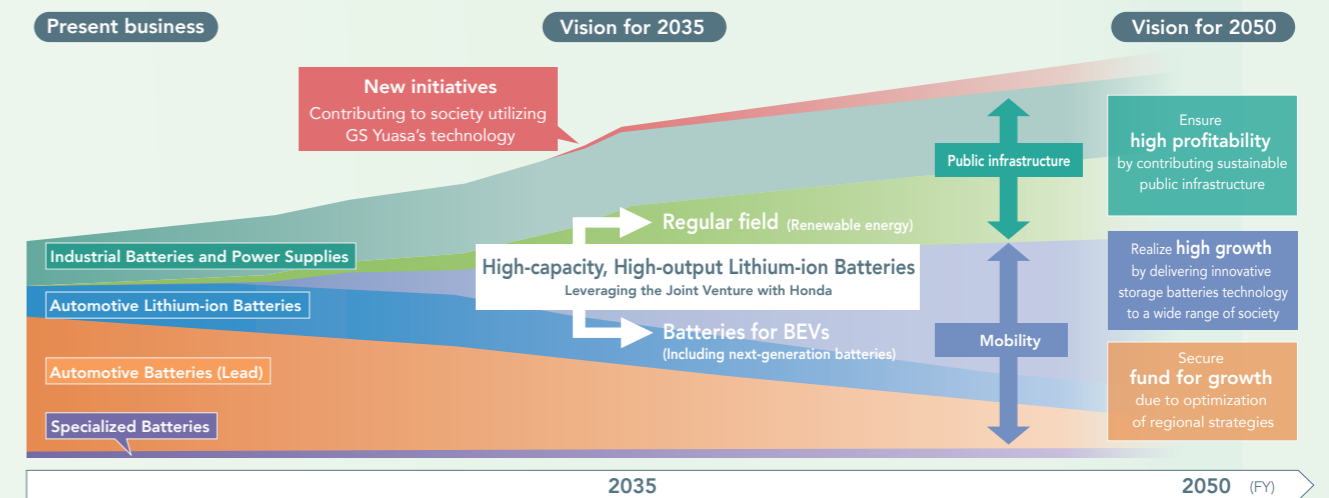 Present business
Vision for 2035
Vision for 2050
New initiatives
Contributing to society utilizing
GS Yuasa's technology
Industrial Batteries and Power Supplies
Automotive Lithium-ion Batteries
Automotive Batteries (Lead)
Specialized Batteries
Regular field (Renewable energy)
High-capacity, High-output Lithium-ion Batteries
Leveraging the Joint Venture with Honda
Batteries for BEVs
(Including next-generation batteries)
Public infrastructure
Mobility
Ensure
high profitability
by contributing sustainable
public infrastructure
Realize high growth
by delivering innovative
storage batteries technology
to a wide range of society
Secure
fund for growth
due to optimization
of regional strategies
2035
2050 (FY)